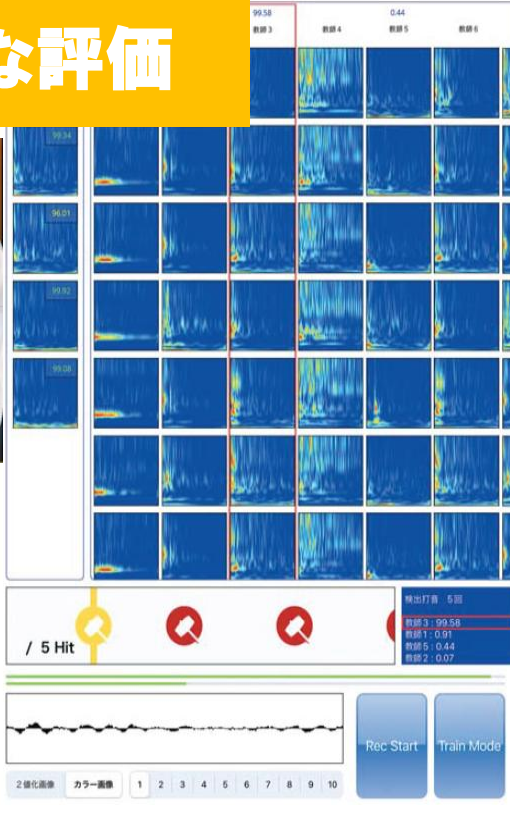 な評価
99.58
0.44
教師3
教師4
教師5
教師6
99.34
96.01
99.92
99.08
/ 5 Hit
検出打音 5回
教師3 : 99.58
教師1 : 0.91
教師5 : 0.44
教師2 : 0.07
Rec Start
Train Mode
2値化画像
カラー画像
1 2 3 4 5 6 7 8 9 10